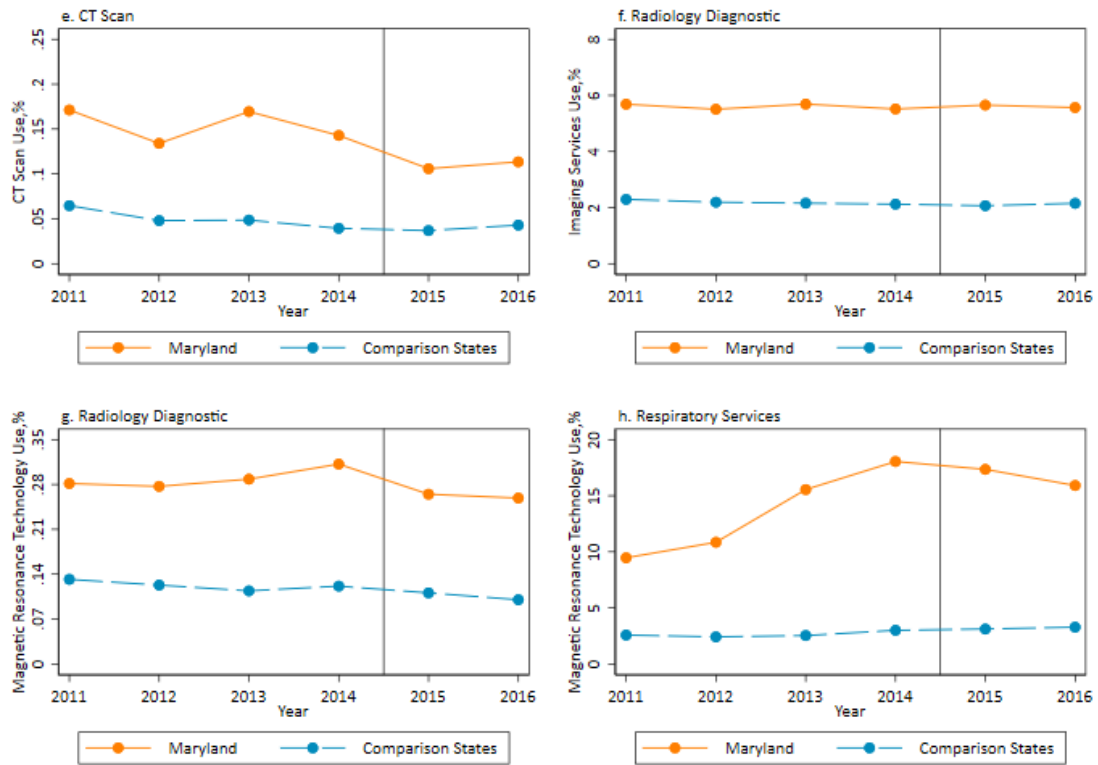 e. CT Scan
CT Scan Use,%
.25
.2
.15
.1
.05
0
2011 2012 2013 2014 2015 2016
Year
Maryland Comparison States
f. Radiology Diagnostic
Imaging Services Use,%
8
6
4
2
0
2011 2012 2013 2014 2015 2016
Year
Maryland Comparison States
g. Radiology Diagnostic
Magnetic Resonance Technology Use,%
.35
.28
.21
.14
.07
0
2011 2012 2013 2014 2015 2016
Year
Maryland Comparison States
h. Respiratory Services
Magnetic Resonance Technology Use,%
20
15
10
5
0
2011 2012 2013 2014 2015 2016
Year
Maryland Comparison States